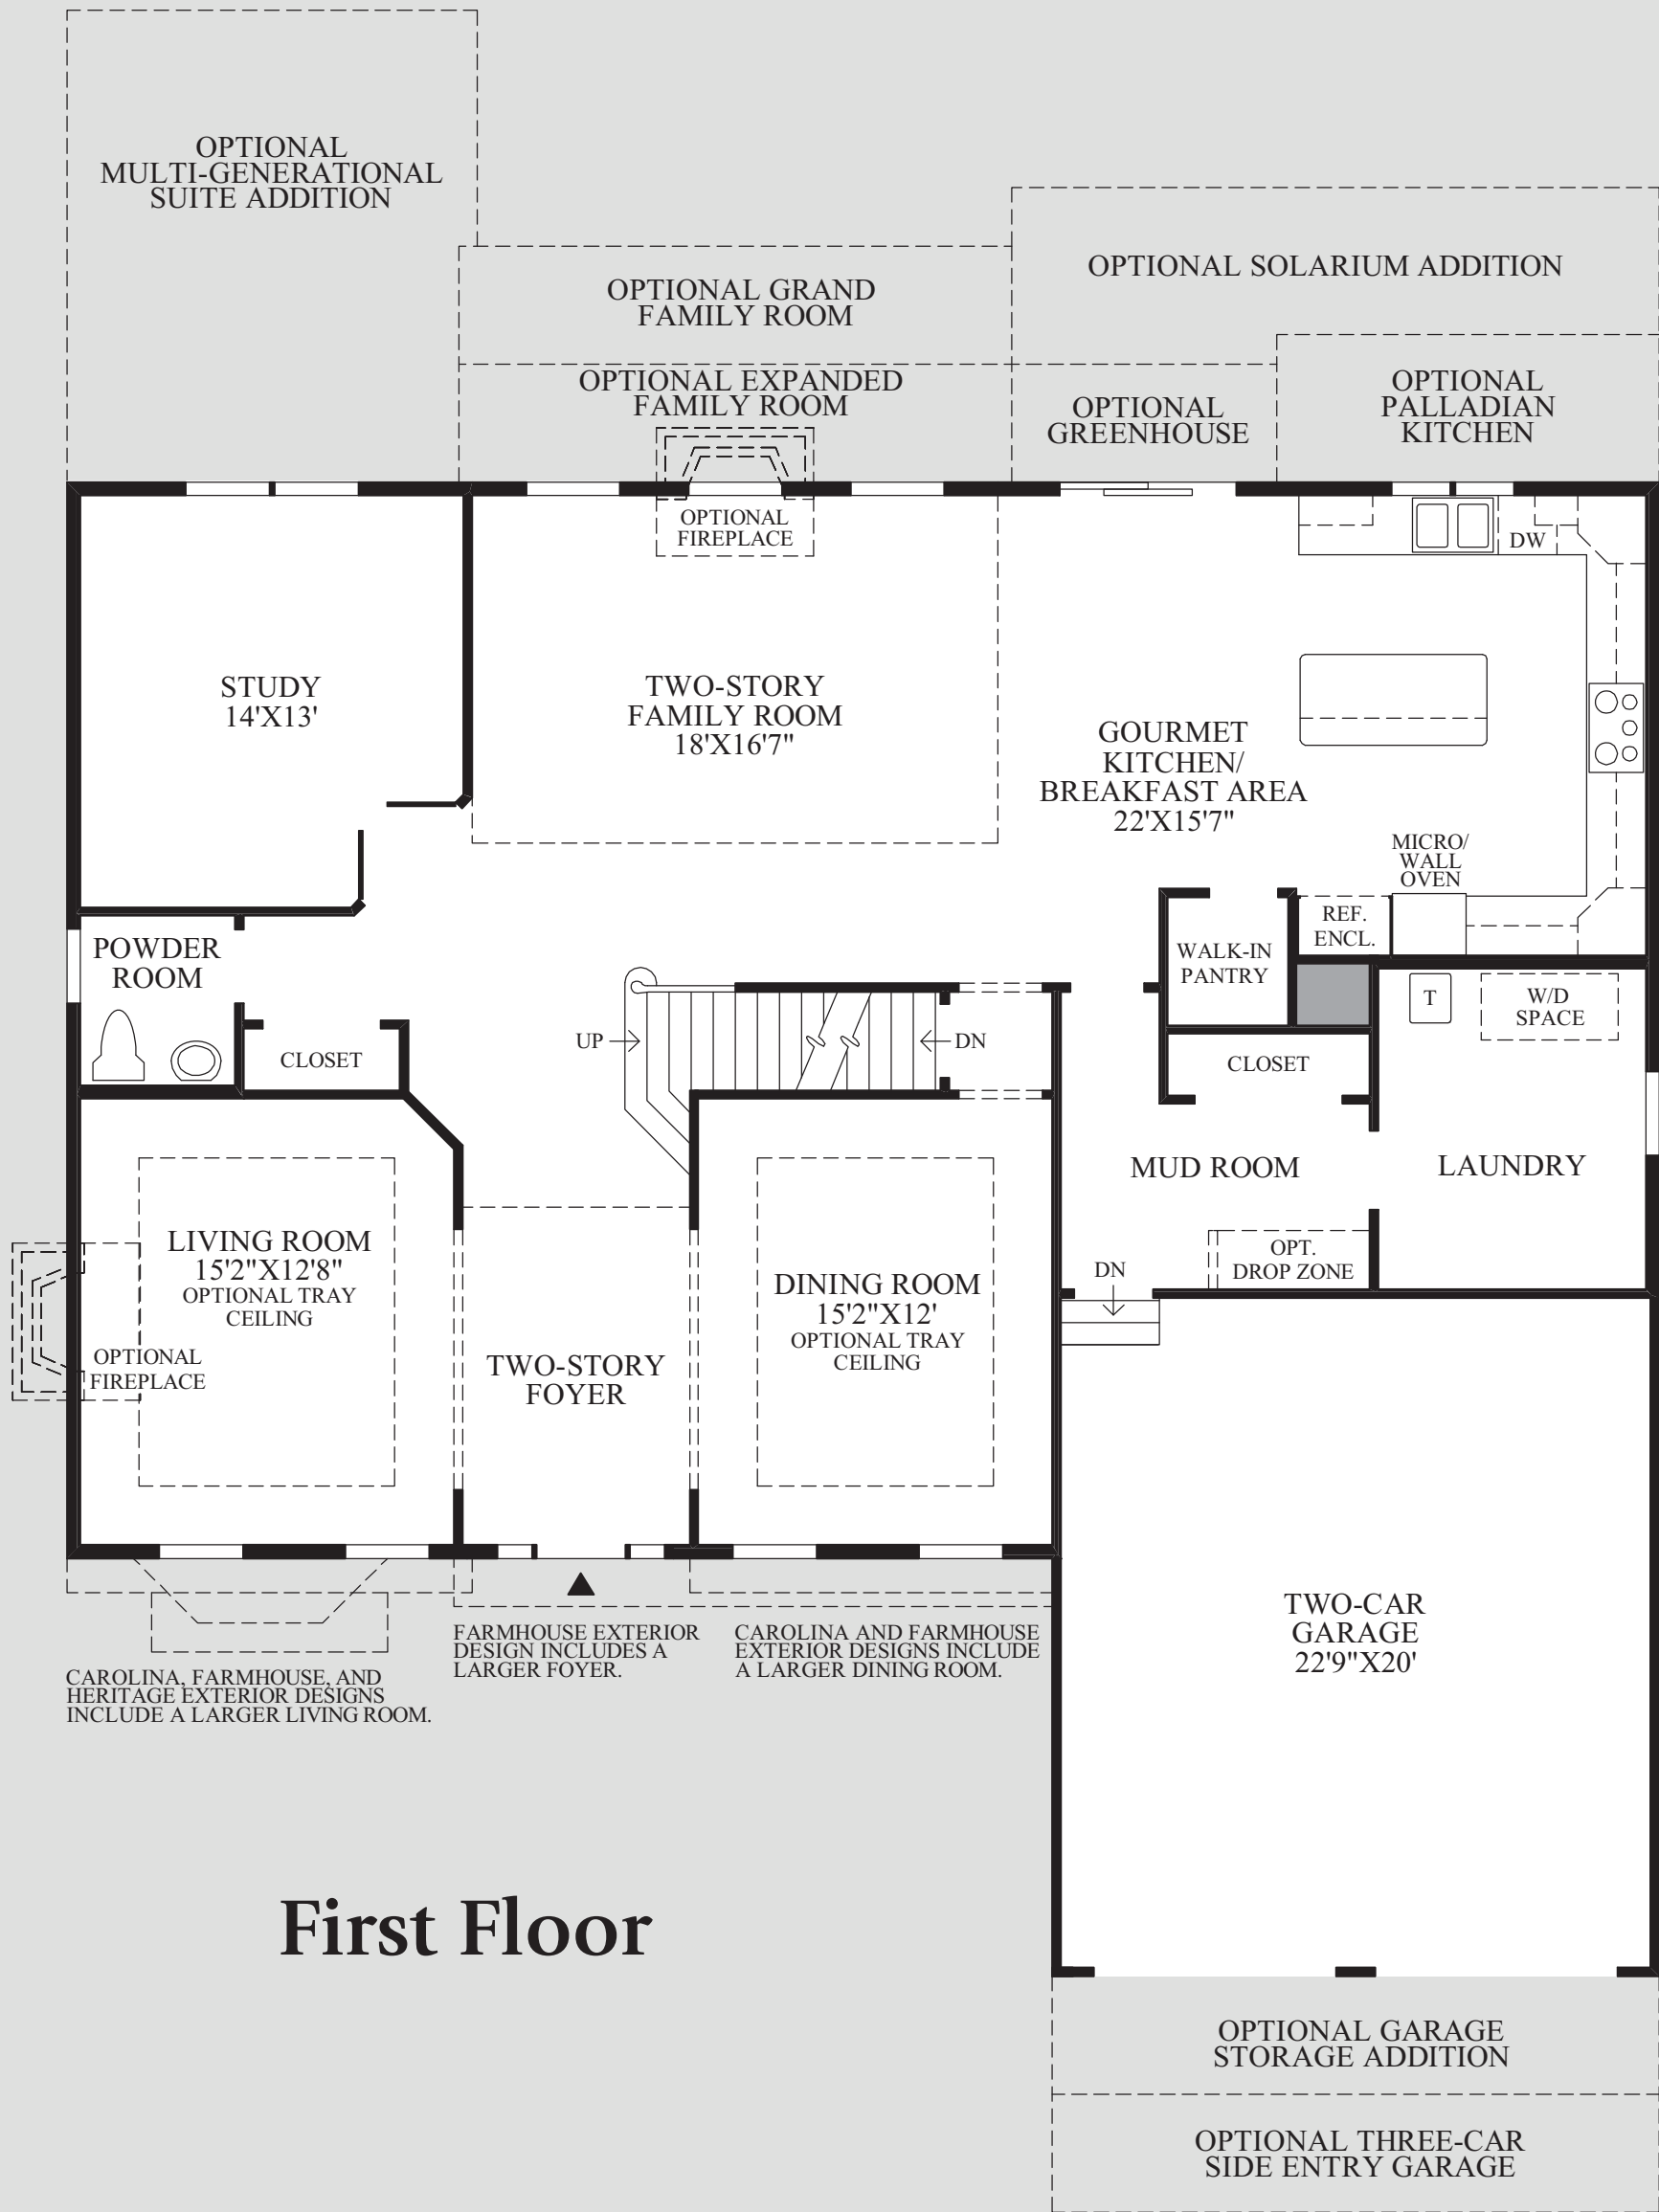 OPTIONAL
MULTI-GENERATIONAL
SUITE ADDITION
OPTIONAL SOLARIUM ADDITION
OPTIONAL GRAND
FAMILY ROOM
OPTIONAL EXPANDED
FAMILY ROOM
OPTIONAL
GREENHOUSE
OPTIONAL
PALLADIAN
KITCHEN
OPTIONAL
FIREPLACE
DW
STUDY
14'X13'
TWO-STORY
FAMILY ROOM
18'X16'7"
GOURMET
KITCHEN/
BREAKFAST AREA
22'X15'7"
MICRO/
WALL
OVEN
REF.
ENCL.
POWDER
ROOM
WALK-IN
PANTRY
T
W/D
SPACE
CLOSET
UP
DN
CLOSET
MUD ROOM
LAUNDRY
LIVING ROOM
15'2"X12'8"
OPTIONAL TRAY
CEILING
OPTIONAL
FIREPLACE
TWO-STORY
FOYER
DINING ROOM
15'2"X12'
OPTIONAL TRAY
CEILING
DN
OPT.
DROP ZONE
TWO-CAR
GARAGE
22'9"X20'
CAROLINA, FARMHOUSE, AND
HERITAGE EXTERIOR DESIGNS
INCLUDE A LARGER LIVING ROOM.
FARMHOUSE EXTERIOR
DESIGN INCLUDES A
LARGER FOYER.
CAROLINA AND FARMHOUSE
EXTERIOR DESIGNS INCLUDE
A LARGER DINING ROOM.
First Floor
OPTIONAL GARAGE
STORAGE ADDITION
OPTIONAL THREE-CAR
SIDE ENTRY GARAGE